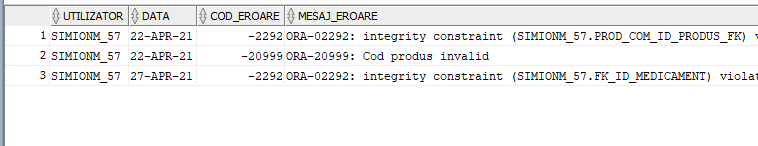 UTILIZATOR DATA COD_EROARE MESAJ_EROARE
1 SIMIONM_57 22-APR-21 -2292 ORA-02292: integrity constraint (SIMIONM_57.PROD_COM_ID_PRODUS_FK) v
2 SIMIONM_57 22-APR-21 -20999 ORA-20999: Cod produs invalid
3 SIMIONM_57 27-APR-21 -2292 ORA-02292: integrity constraint (SIMIONM_57.FK_ID_MEDICAMENT) violat